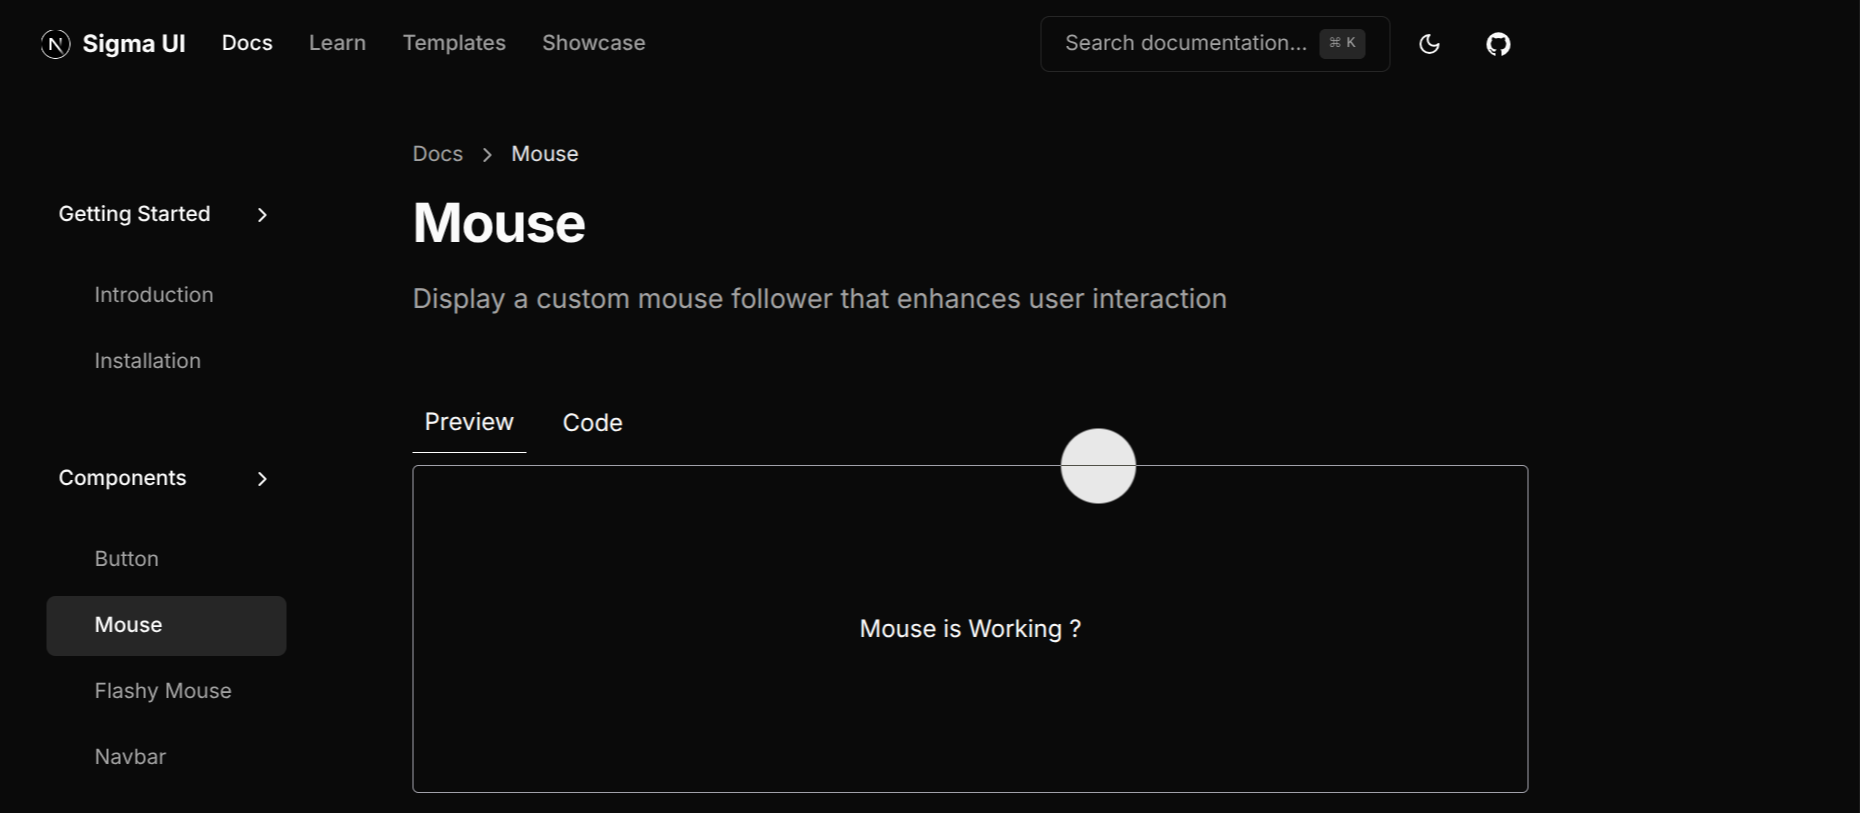 N Sigma UI Docs Learn Templates Showcase Search documentation... ⌘ K
Docs > Mouse
Getting Started
Mouse
Introduction
Display a custom mouse follower that enhances user interaction
Installation
Preview Code
Components
Button
Mouse
Mouse is Working ?
Flashy Mouse
Navbar